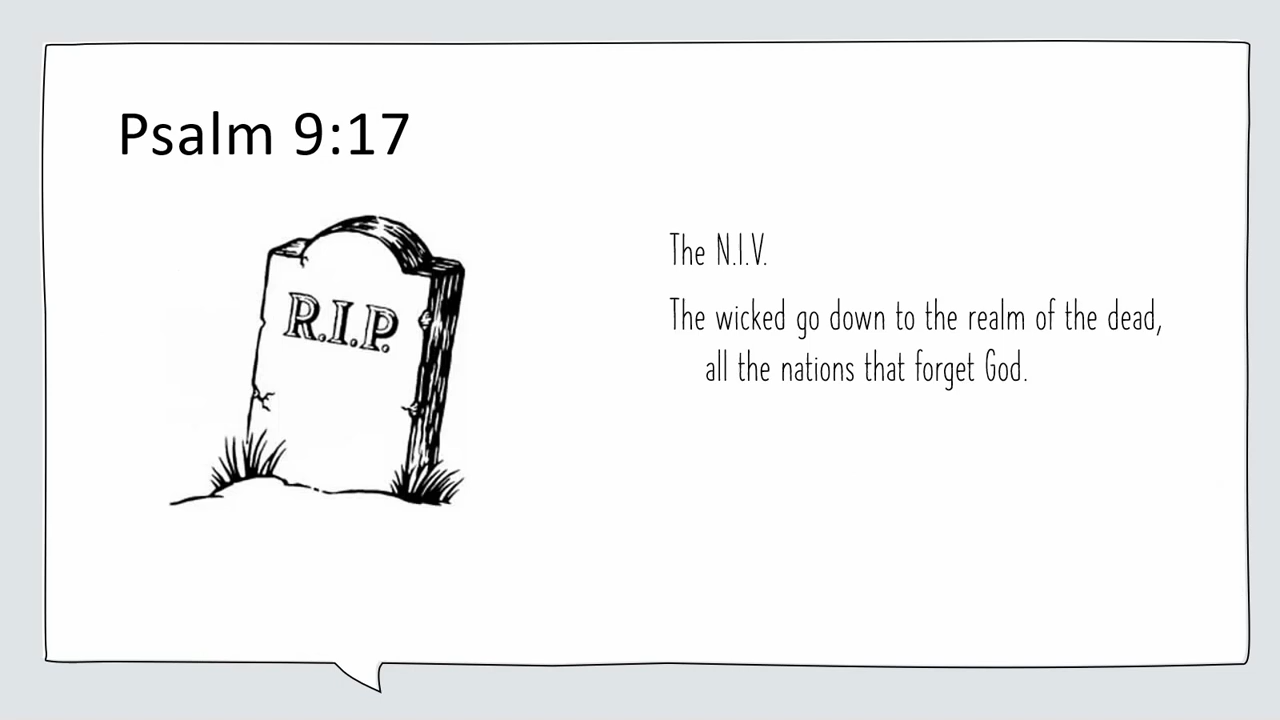 Psalm 9:17
R.I.P.
The N.I.V.
The wicked go down to the realm of the dead,
all the nations that forget God.